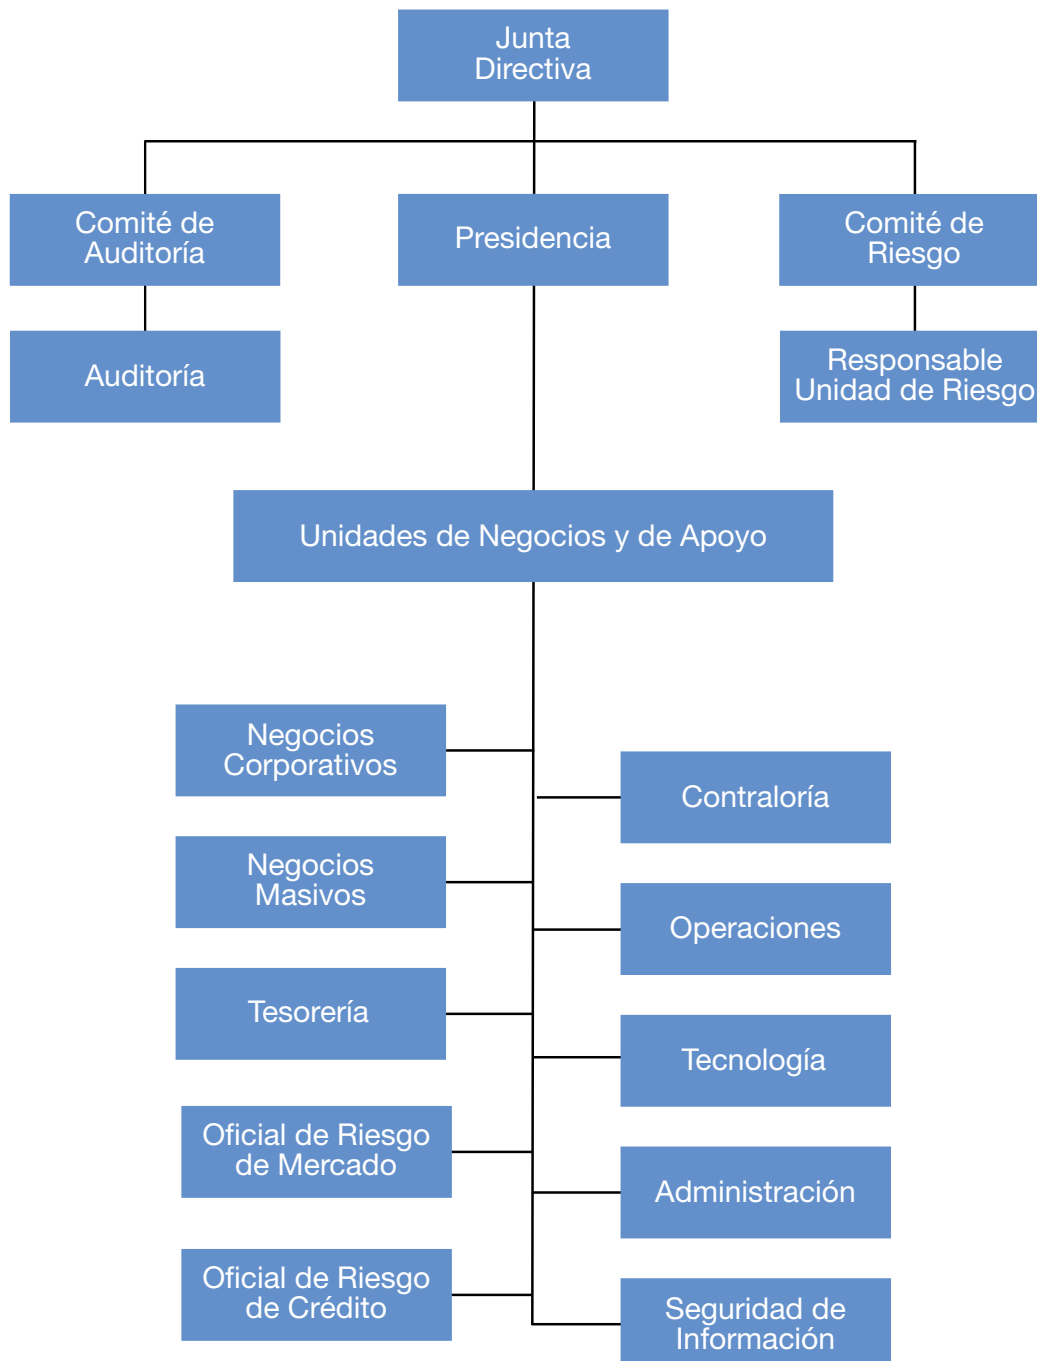 Junta
Directiva
Comité de
Auditoría
Presidencia
Comité de
Riesgo
Auditoría
Responsable
Unidad de Riesgo
Unidades de Negocios y de Apoyo
Negocios
Corporativos
Contraloría
Negocios
Masivos
Operaciones
Tesorería
Tecnología
Oficial de Riesgo
de Mercado
Administración
Oficial de Riesgo
de Crédito
Seguridad de
Información